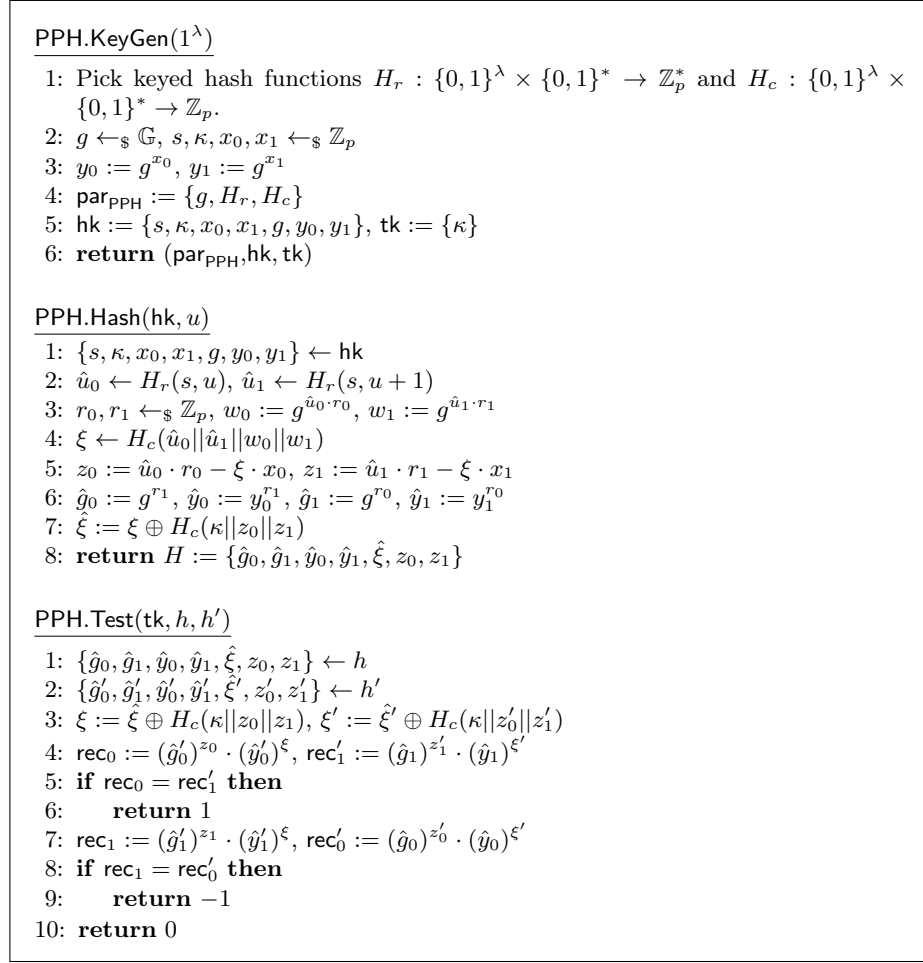 PPH.KeyGen(1^λ)
1: Pick keyed hash functions H_r : {0, 1}^λ × {0, 1}^* → ℤ_p^* and H_c : {0, 1}^λ ×
{0, 1}^* → ℤ_p.
2: g ←_$ 𝔾, s, κ, x_0, x_1 ←_$ ℤ_p
3: y_0 := g^{x_0}, y_1 := g^{x_1}
4: par_PPH := {g, H_r, H_c}
5: hk := {s, κ, x_0, x_1, g, y_0, y_1}, tk := {κ}
6: return (par_PPH,hk, tk)
PPH.Hash(hk, u)
1: {s, κ, x_0, x_1, g, y_0, y_1} ← hk
2: û_0 ← H_r(s, u), û_1 ← H_r(s, u + 1)
3: r_0, r_1 ←_$ ℤ_p, w_0 := g^{û_0·r_0}, w_1 := g^{û_1·r_1}
4: ξ ← H_c(û_0||û_1||w_0||w_1)
5: z_0 := û_0 · r_0 − ξ · x_0, z_1 := û_1 · r_1 − ξ · x_1
6: ĝ_0 := g^{r_1}, ŷ_0 := y_0^{r_1}, ĝ_1 := g^{r_0}, ŷ_1 := y_1^{r_0}
7: ξ̂ := ξ ⊕ H_c(κ||z_0||z_1)
8: return H := {ĝ_0, ĝ_1, ŷ_0, ŷ_1, ξ̂, z_0, z_1}
PPH.Test(tk, h, h′)
1: {ĝ_0, ĝ_1, ŷ_0, ŷ_1, ξ̂, z_0, z_1} ← h
2: {ĝ′_0, ĝ′_1, ŷ′_0, ŷ′_1, ξ̂′, z′_0, z′_1} ← h′
3: ξ := ξ̂ ⊕ H_c(κ||z_0||z_1), ξ′ := ξ̂′ ⊕ H_c(κ||z′_0||z′_1)
4: rec_0 := (ĝ′_0)^{z_0} · (ŷ′_0)^ξ, rec′_1 := (ĝ_1)^{z′_1} · (ŷ_1)^{ξ′}
5: if rec_0 = rec′_1 then
6: return 1
7: rec_1 := (ĝ′_1)^{z_1} · (ŷ′_1)^ξ, rec′_0 := (ĝ_0)^{z′_0} · (ŷ_0)^{ξ′}
8: if rec_1 = rec′_0 then
9: return −1
10: return 0